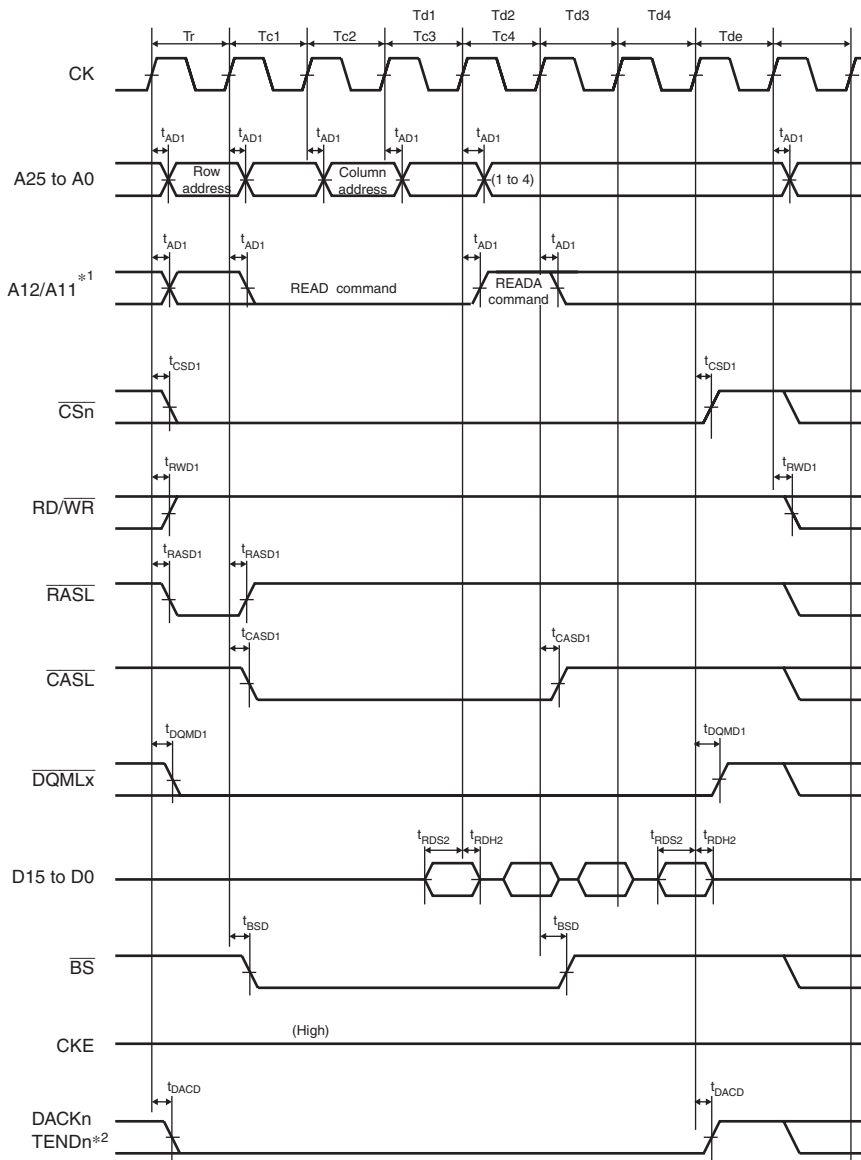 Td1 Td2 Td3 Td4
Tr Tc1 Tc2 Tc3 Tc4 Tde
CK
tAD1 tAD1 tAD1 tAD1 tAD1 tAD1
A25 to A0 Row address Column address (1 to 4)
tAD1 tAD1 tAD1 tAD1
A12/A11*1 READ command READA command
tCSD1 tCSD1
CSn
tRWD1 tRWD1
RD/WR
tRASD1 tRASD1
RASL
tCASD1 tCASD1
CASL
tDQMD1 tDQMD1
DQMLx
tRDS2 tRDH2 tRDS2 tRDH2
D15 to D0
tBSD tBSD
BS
(High)
CKE
tDACD tDACD
DACKn
TENDn*2